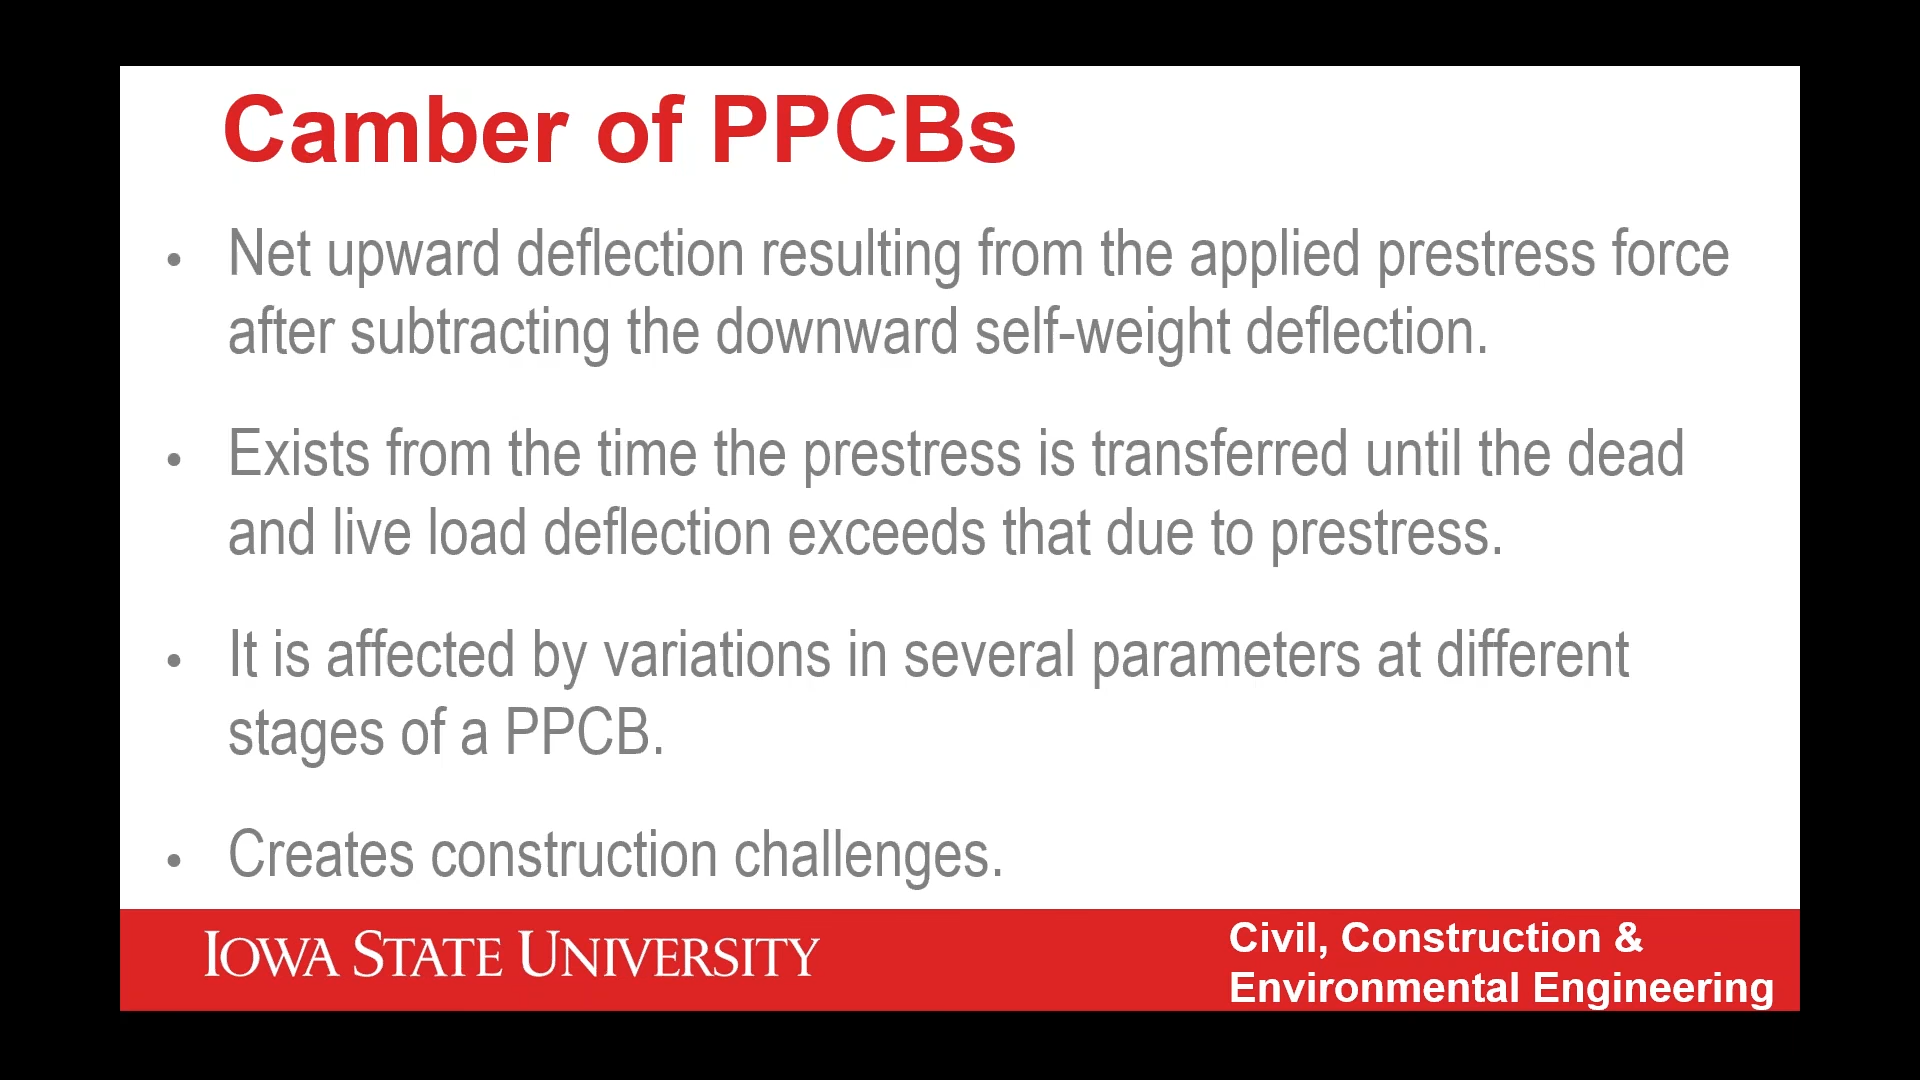 Camber of PPCBs
• Net upward deflection resulting from the applied prestress force
after subtracting the downward self-weight deflection.
• Exists from the time the prestress is transferred until the dead
and live load deflection exceeds that due to prestress.
• It is affected by variations in several parameters at different
stages of a PPCB.
• Creates construction challenges.
IOWA STATE UNIVERSITY
Civil, Construction &
Environmental Engineering